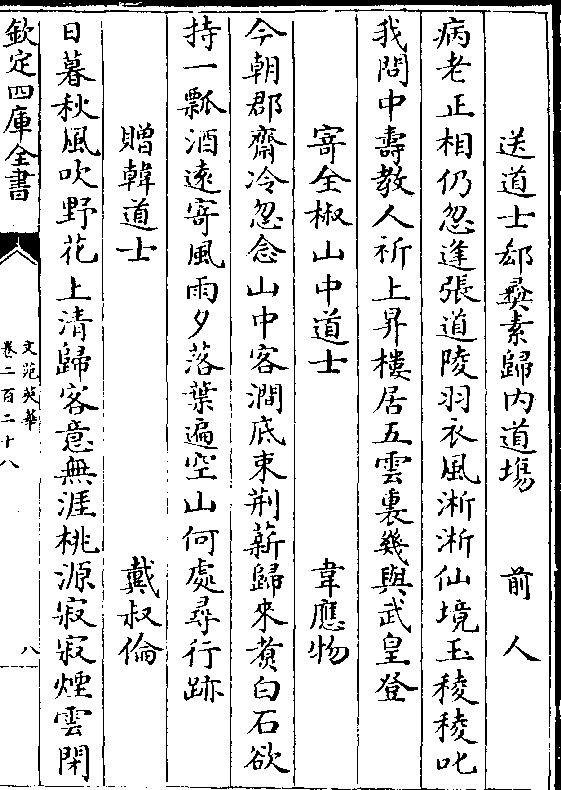 送道士郄彛素歸内道塲　前人
病老正相仍忽逢張道陵羽衣風淅淅仙境玉稜稜叱
我問中壽教人祈上昇樓居五雲裏幾與武皇登
寄全椒山中道士　韋應物
今朝郡齋冷忽念山中客澗底束荆薪歸來煑白石欲
持一瓢酒遠寄風雨夕落葉遍空山何處尋行跡
贈韓道士　戴叔倫
日暮秋風吹野花上清歸客意無涯桃源寂寂煙雲閉
欽定四庫全書
文苑英華
卷二百二十八
八